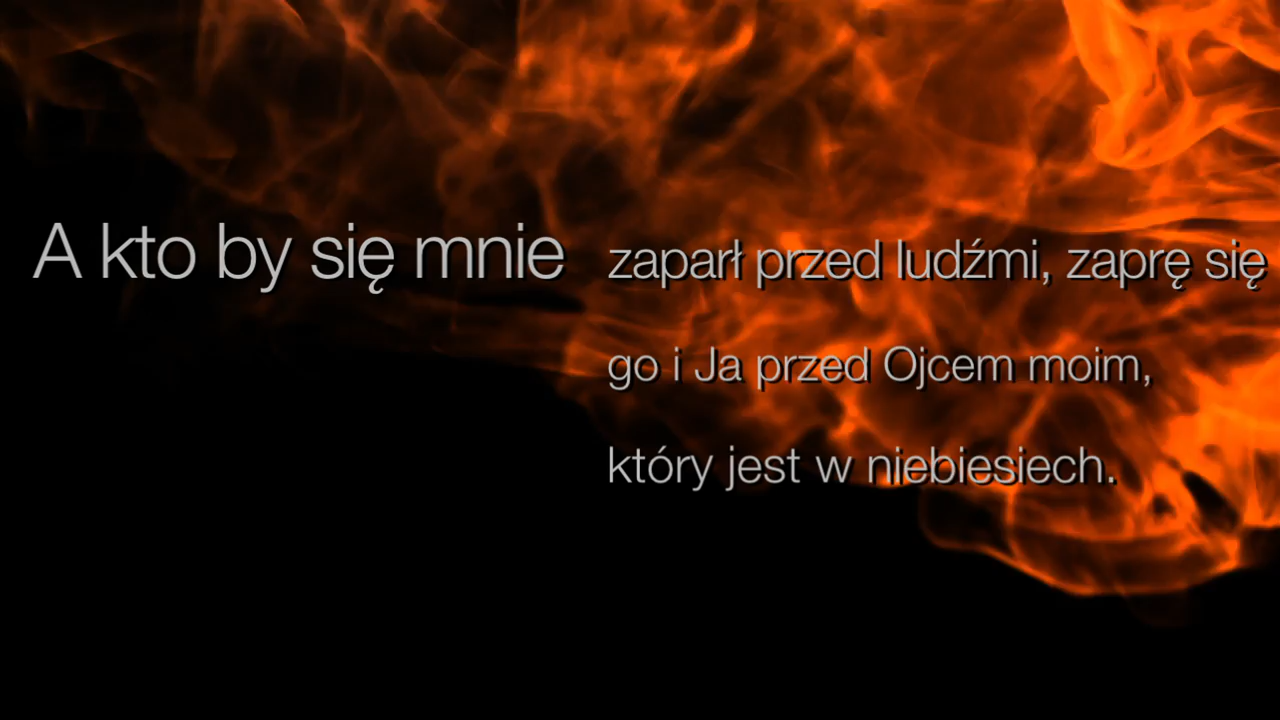 A kto by się mnie zaparł przed ludźmi, zaprę się
go i Ja przed Ojcem moim,
który jest w niebiesiech.